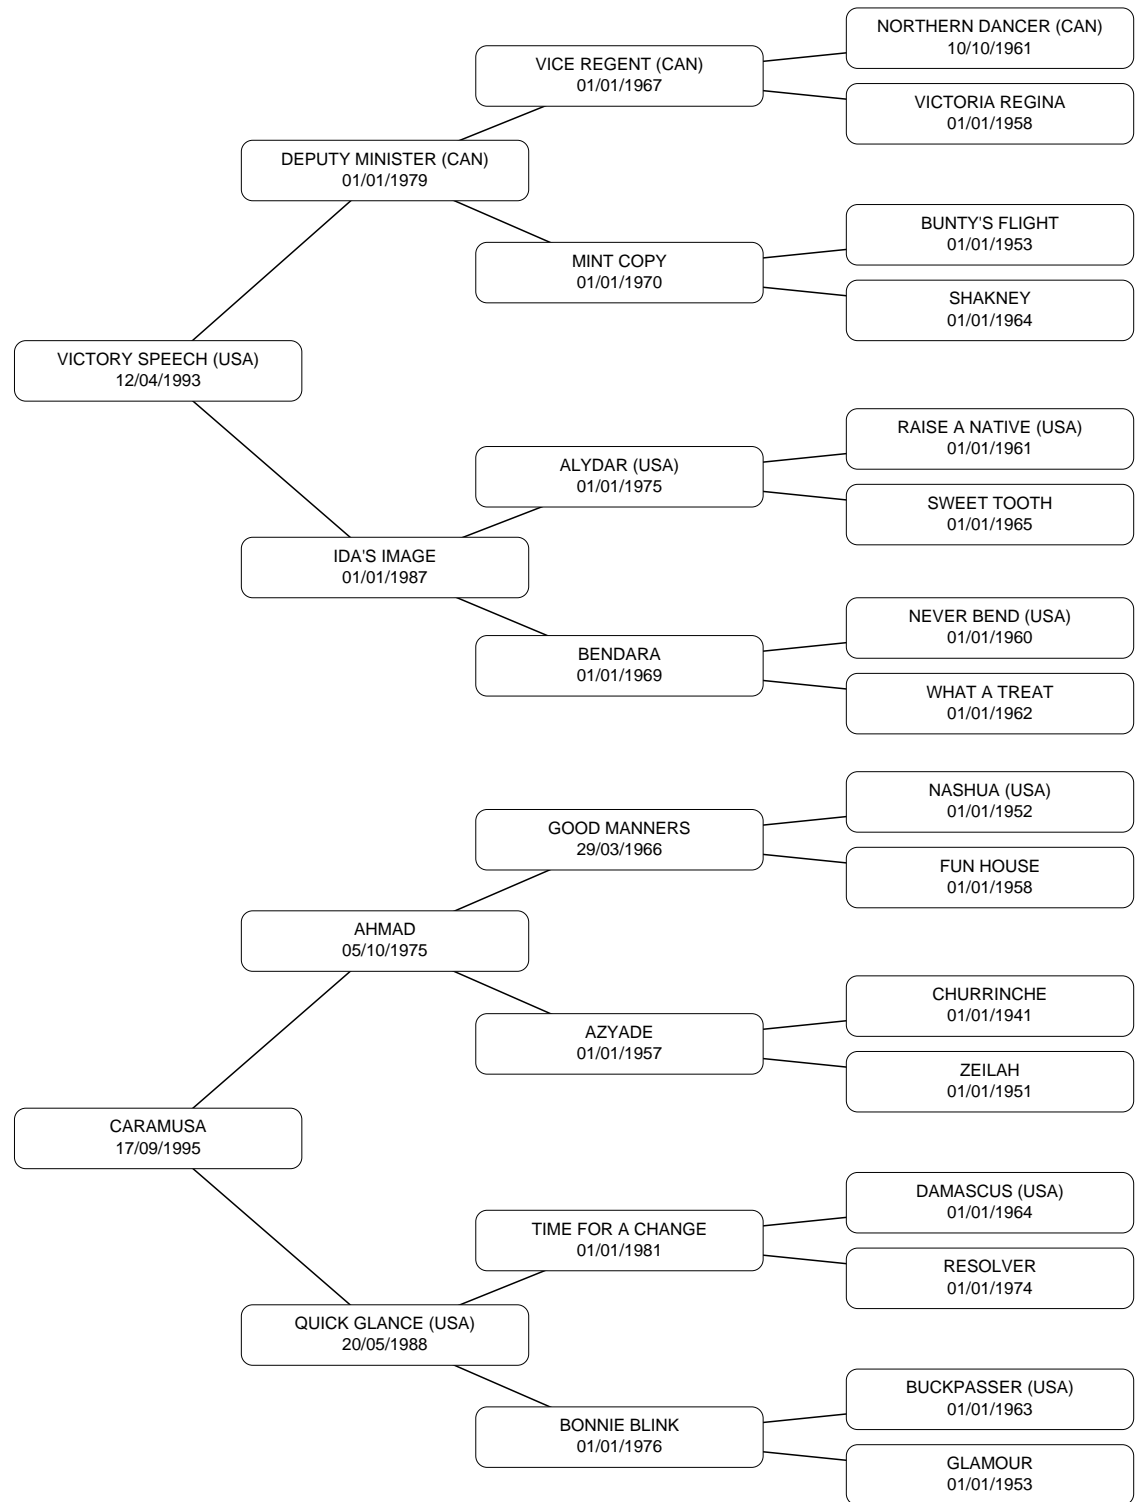 NORTHERN DANCER (CAN)
10/10/1961
VICE REGENT (CAN)
01/01/1967
VICTORIA REGINA
01/01/1958
DEPUTY MINISTER (CAN)
01/01/1979
BUNTY'S FLIGHT
01/01/1953
MINT COPY
01/01/1970
SHAKNEY
01/01/1964
VICTORY SPEECH (USA)
12/04/1993
RAISE A NATIVE (USA)
01/01/1961
ALYDAR (USA)
01/01/1975
SWEET TOOTH
01/01/1965
IDA'S IMAGE
01/01/1987
NEVER BEND (USA)
01/01/1960
BENDARA
01/01/1969
WHAT A TREAT
01/01/1962
NASHUA (USA)
01/01/1952
GOOD MANNERS
29/03/1966
FUN HOUSE
01/01/1958
AHMAD
05/10/1975
CHURRINCHE
01/01/1941
AZYADE
01/01/1957
ZEILAH
01/01/1951
CARAMUSA
17/09/1995
DAMASCUS (USA)
01/01/1964
TIME FOR A CHANGE
01/01/1981
RESOLVER
01/01/1974
QUICK GLANCE (USA)
20/05/1988
BUCKPASSER (USA)
01/01/1963
BONNIE BLINK
01/01/1976
GLAMOUR
01/01/1953